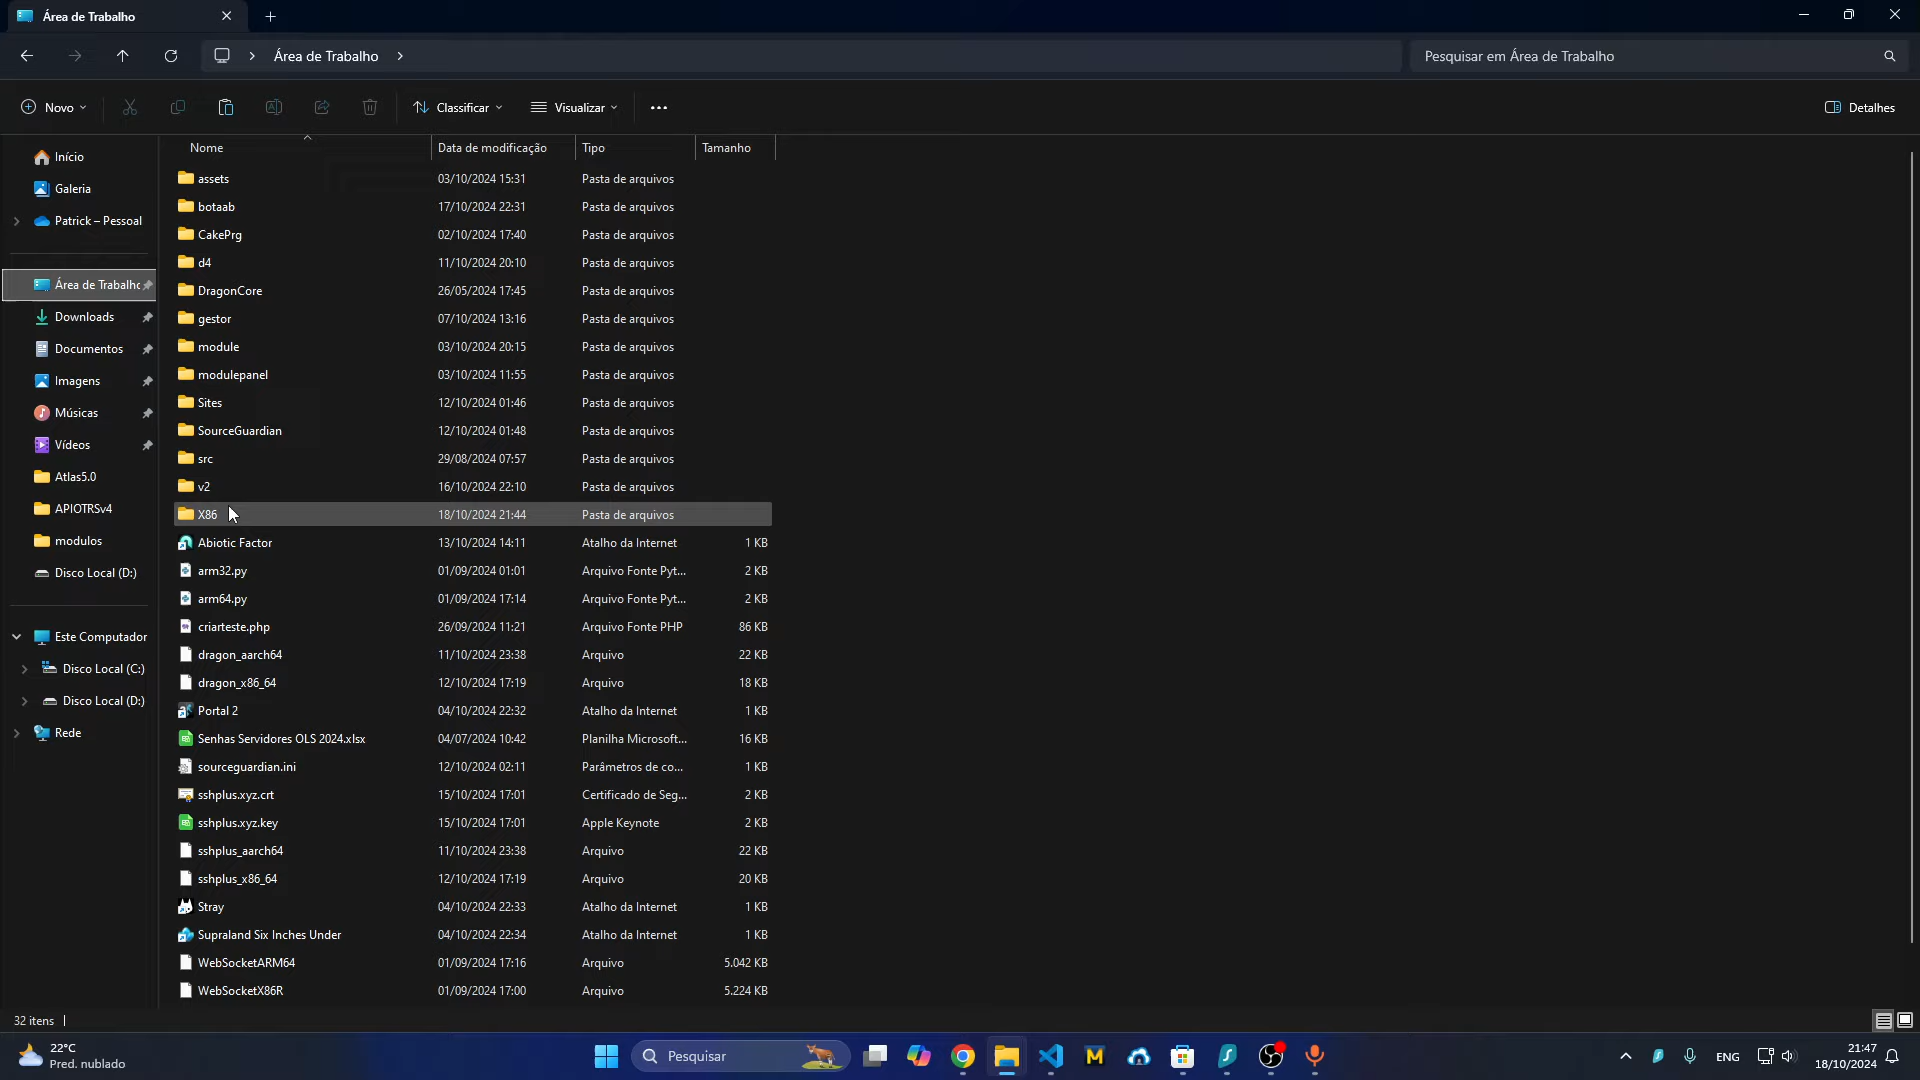 Área de Trabalho
Área de Trabalho
Pesquisar em Área de Trabalho
Novo
Classificar
Visualizar
Detalhes
Nome Data de modificação Tipo Tamanho
Início
Galeria
Patrick – Pessoal
Área de Trabalho
Downloads
Documentos
Imagens
Músicas
Vídeos
Atlas5.0
APIOTRSv4
modulos
Disco Local (D:)
Este Computador
Disco Local (C:)
Disco Local (D:)
Rede
assets 03/10/2024 15:31 Pasta de arquivos
botaab 17/10/2024 22:31 Pasta de arquivos
CakePrg 02/10/2024 17:40 Pasta de arquivos
d4 11/10/2024 20:10 Pasta de arquivos
DragonCore 26/05/2024 17:45 Pasta de arquivos
gestor 07/10/2024 13:16 Pasta de arquivos
module 03/10/2024 20:15 Pasta de arquivos
modulepanel 03/10/2024 11:55 Pasta de arquivos
Sites 12/10/2024 01:46 Pasta de arquivos
SourceGuardian 12/10/2024 01:48 Pasta de arquivos
src 29/08/2024 07:57 Pasta de arquivos
v2 16/10/2024 22:10 Pasta de arquivos
X86 18/10/2024 21:44 Pasta de arquivos
Abiotic Factor 13/10/2024 14:11 Atalho da Internet 1 KB
arm32.py 01/09/2024 01:01 Arquivo Fonte Pyt... 2 KB
arm64.py 01/09/2024 17:14 Arquivo Fonte Pyt... 2 KB
criarteste.php 26/09/2024 11:21 Arquivo Fonte PHP 86 KB
dragon_aarch64 11/10/2024 23:38 Arquivo 22 KB
dragon_x86_64 12/10/2024 17:19 Arquivo 18 KB
Portal 2 04/10/2024 22:32 Atalho da Internet 1 KB
Senhas Servidores OLS 2024.xlsx 04/07/2024 10:42 Planilha Microsoft... 16 KB
sourceguardian.ini 12/10/2024 02:11 Parâmetros de co... 1 KB
sshplus.xyz.crt 15/10/2024 17:01 Certificado de Seg... 2 KB
sshplus.xyz.key 15/10/2024 17:01 Apple Keynote 2 KB
sshplus_aarch64 11/10/2024 23:38 Arquivo 22 KB
sshplus_x86_64 12/10/2024 17:19 Arquivo 20 KB
Stray 04/10/2024 22:33 Atalho da Internet 1 KB
Supraland Six Inches Under 04/10/2024 22:34 Atalho da Internet 1 KB
WebSocketARM64 01/09/2024 17:16 Arquivo 5.042 KB
WebSocketX86R 01/09/2024 17:00 Arquivo 5.224 KB
32 itens
22°C
Pred. nublado
Pesquisar
ENG
21:47
18/10/2024